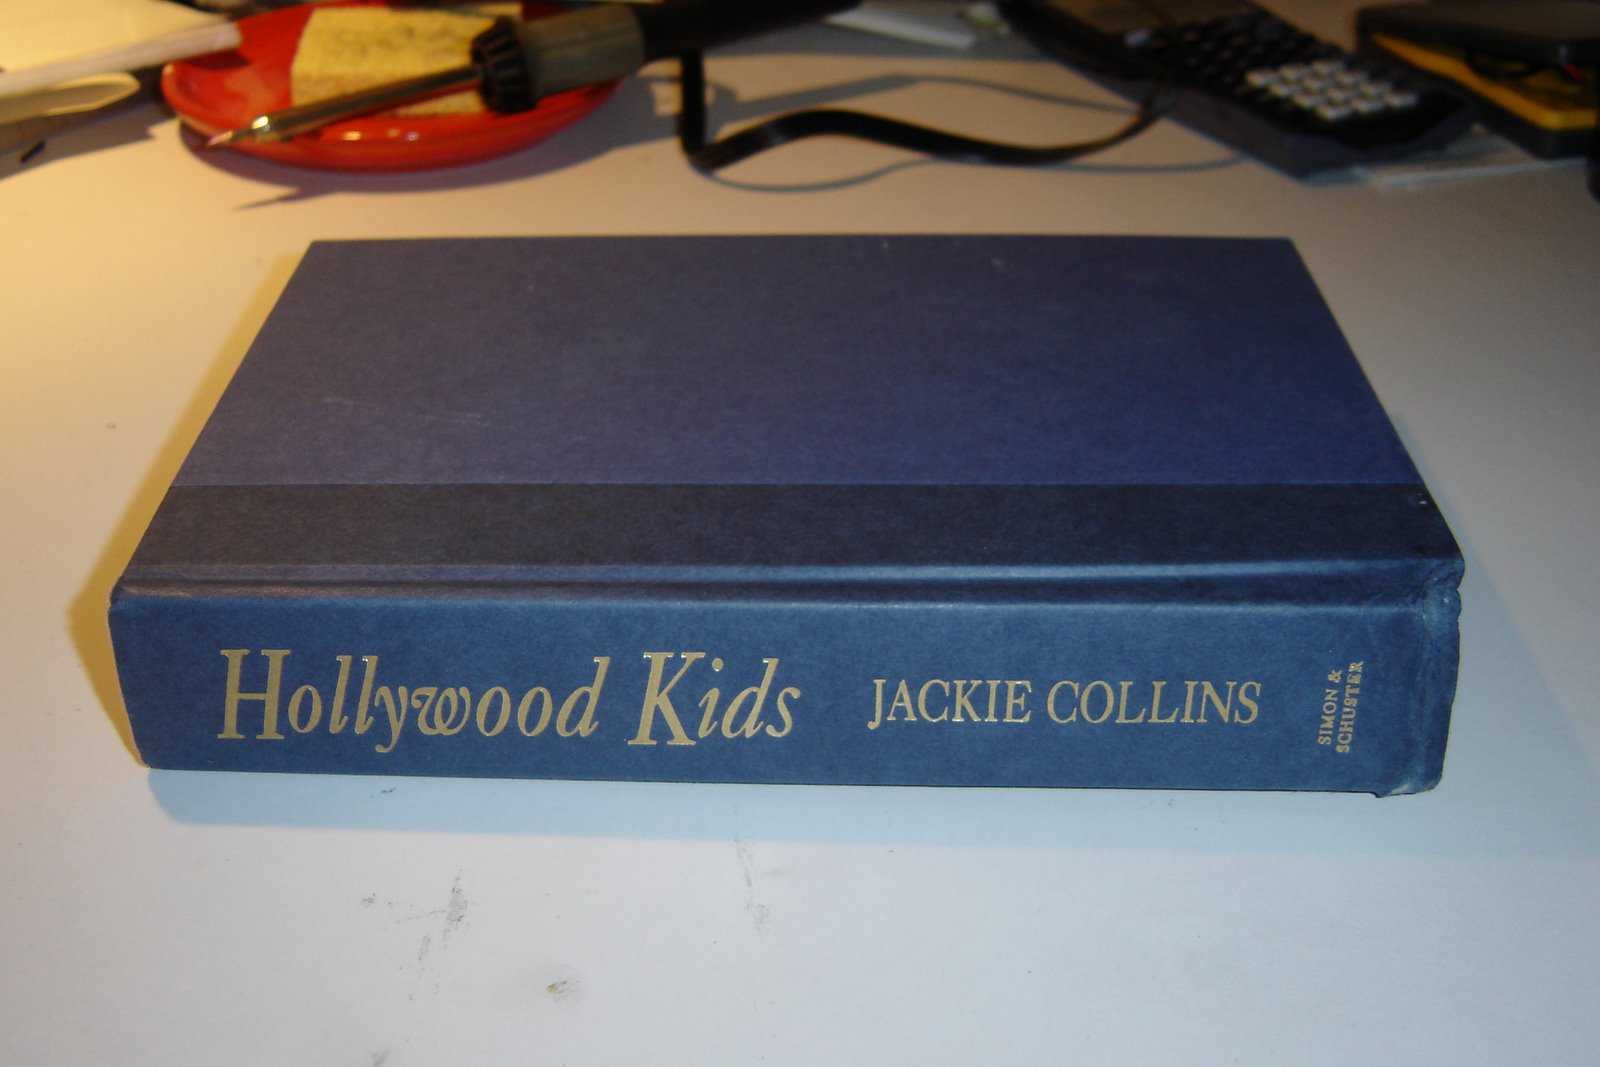 Hollywood Kids
JACKIE COLLINS
SIMON &
SCHUSTER